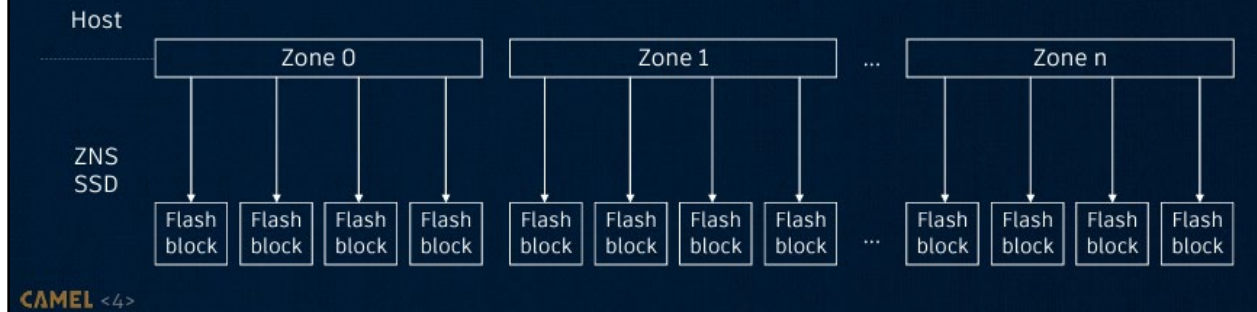 Host
Zone 0 Zone 1 ... Zone n
ZNS
SSD
Flash Flash Flash Flash Flash Flash Flash Flash Flash Flash Flash Flash
block block block block block block block block ... block block block block
CAMEL <4>